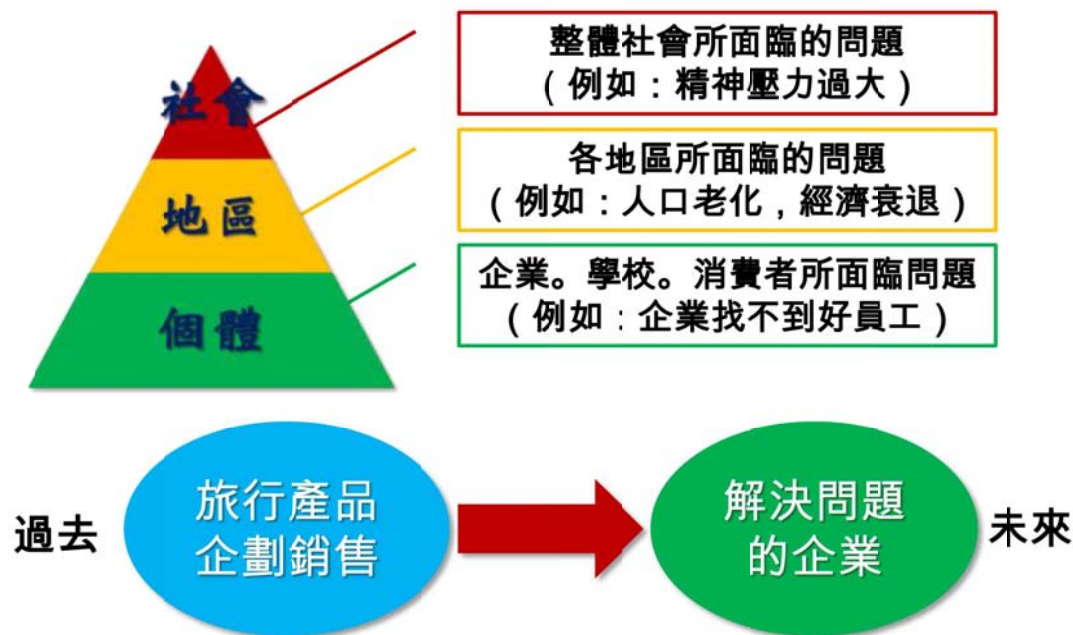 社會
整體社會所面臨的問題
（例如：精神壓力過大）
地區
各地區所面臨的問題
（例如：人口老化，經濟衰退）
個體
企業。學校。消費者所面臨問題
（例如：企業找不到好員工）
過去
旅行產品
企劃銷售
解決問題
的企業
未來